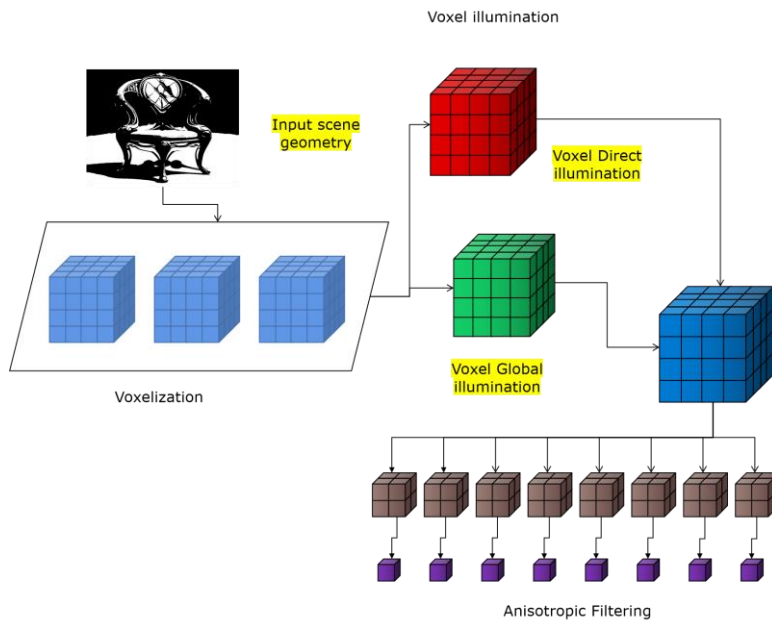 Voxel illumination
Input scene
geometry
Voxel Direct
illumination
Voxel Global
illumination
Voxelization
Anisotropic Filtering